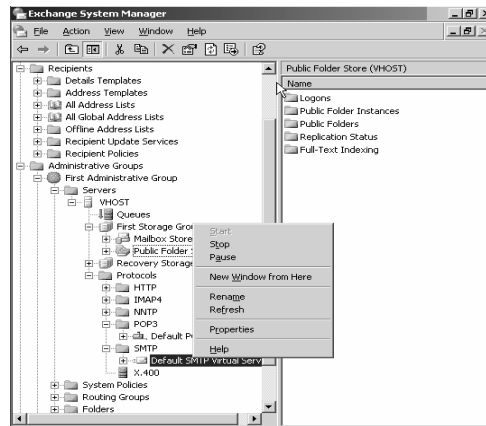 Exchange System Manager
File Action View Window Help
Recipients
Details Templates
Address Templates
All Address Lists
All Global Address Lists
Offline Address Lists
Recipient Update Services
Recipient Policies
Administrative Groups
First Administrative Group
Servers
VHOST
Queues
First Storage Grou
Mailbox Store
Public Folder
Recovery Storage
Protocols
HTTP
IMAP4
NNTP
POP3
Default P
SMTP
Default SMTP Virtual Serv
X.400
System Policies
Routing Groups
Folders
Public Folder Store (VHOST)
Name
Logons
Public Folder Instances
Public Folders
Replication Status
Full-Text Indexing
Start
Stop
Pause
New Window from Here
Rename
Refresh
Properties
Help